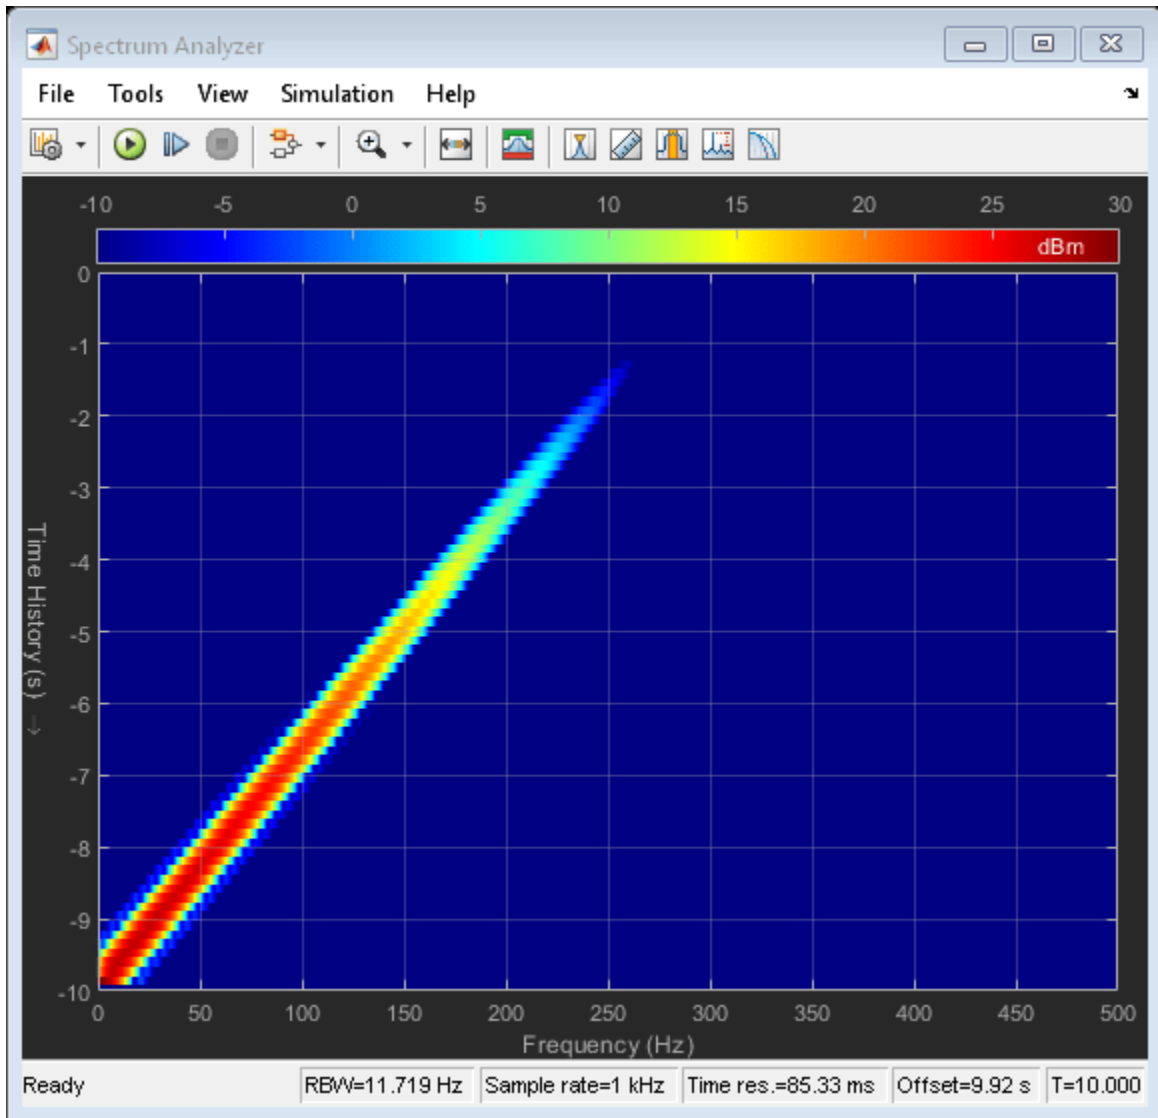 Spectrum Analyzer
File Tools View Simulation Help
-10 -5 0 5 10 15 20 25 30
dBm
0
-1
-2
-3
-4
-5
-6
-7
-8
-9
-10
Time History (s) →
0 50 100 150 200 250 300 350 400 450 500
Frequency (Hz)
Ready RBW=11.719 Hz Sample rate=1 kHz Time res.=85.33 ms Offset=9.92 s T=10.000